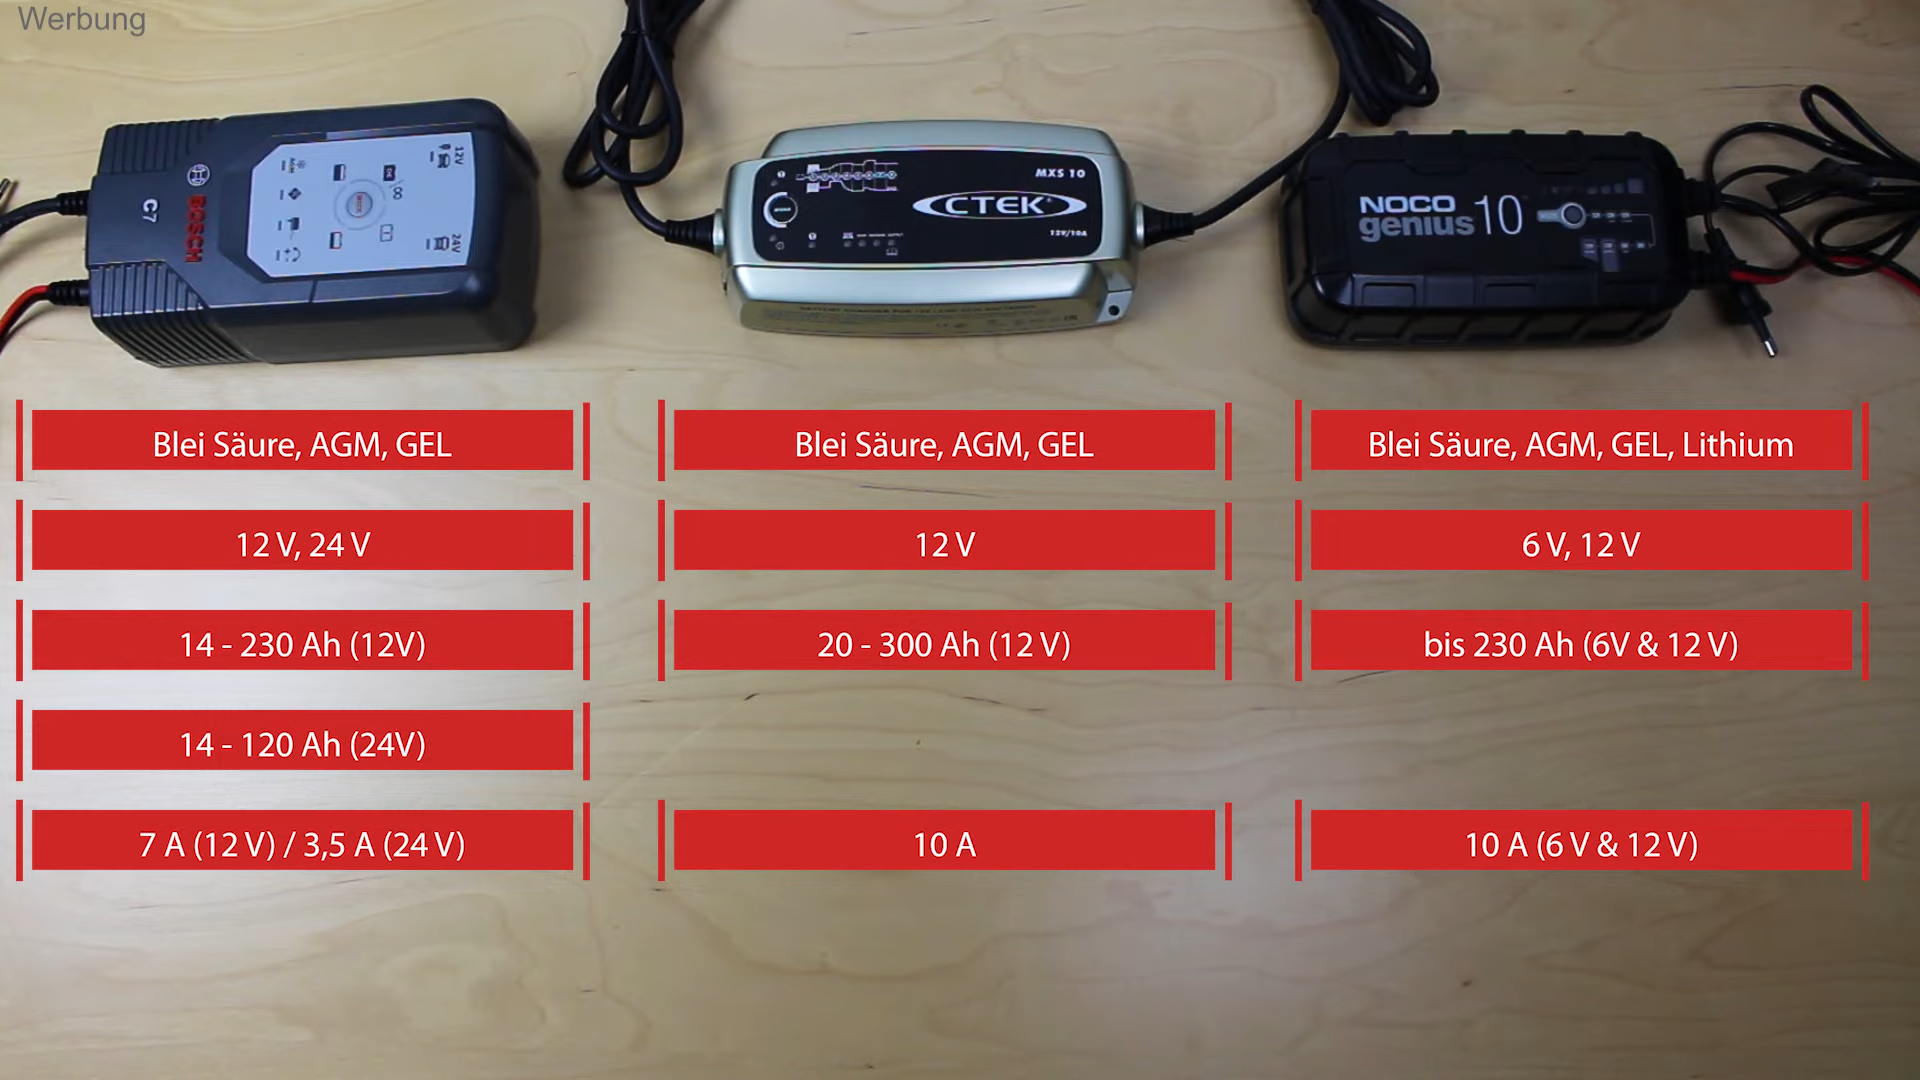 Werbung
BOSCH
C7
12V
24V
MXS 10
CTEK
12V/10A
NOCO
genius10
Blei Säure, AGM, GEL
Blei Säure, AGM, GEL
Blei Säure, AGM, GEL, Lithium
12 V, 24 V
12 V
6 V, 12 V
14 - 230 Ah (12V)
20 - 300 Ah (12 V)
bis 230 Ah (6V & 12 V)
14 - 120 Ah (24V)
7 A (12 V) / 3,5 A (24 V)
10 A
10 A (6 V & 12 V)